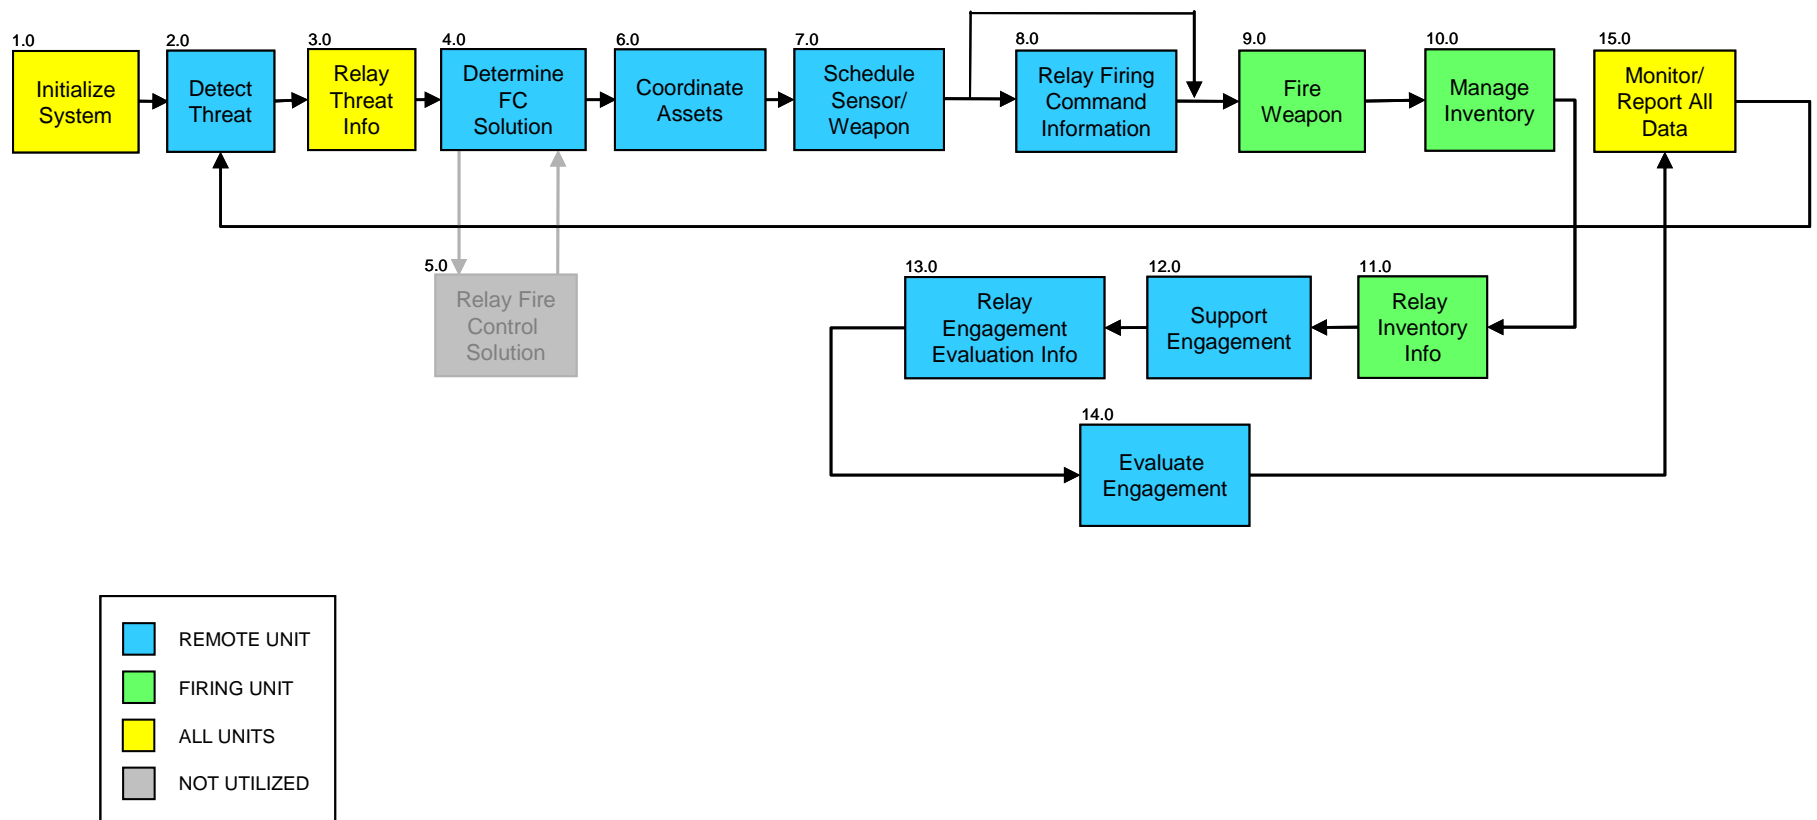 1.0
Initialize
System
2.0
Detect
Threat
3.0
Relay
Threat
Info
4.0
Determine
FC
Solution
6.0
Coordinate
Assets
7.0
Schedule
Sensor/
Weapon
8.0
Relay Firing
Command
Information
9.0
Fire
Weapon
10.0
Manage
Inventory
15.0
Monitor/
Report All
Data
5.0
Relay Fire
Control
Solution
13.0
Relay
Engagement
Evaluation Info
12.0
Support
Engagement
11.0
Relay
Inventory
Info
14.0
Evaluate
Engagement
REMOTE UNIT
FIRING UNIT
ALL UNITS
NOT UTILIZED